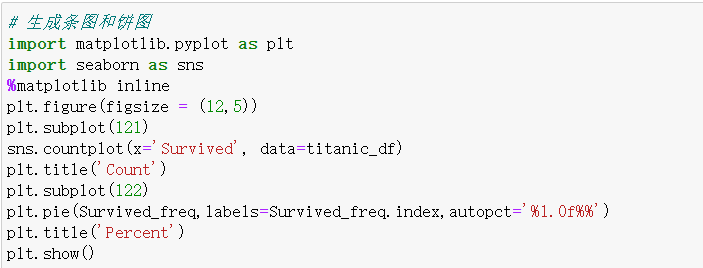 # 生成条图和饼图
import matplotlib.pyplot as plt
import seaborn as sns
%matplotlib inline
plt.figure(figsize = (12,5))
plt.subplot(121)
sns.countplot(x='Survived', data=titanic_df)
plt.title('Count')
plt.subplot(122)
plt.pie(Survived_freq,labels=Survived_freq.index,autopct='%1.0f%%')
plt.title('Percent')
plt.show()